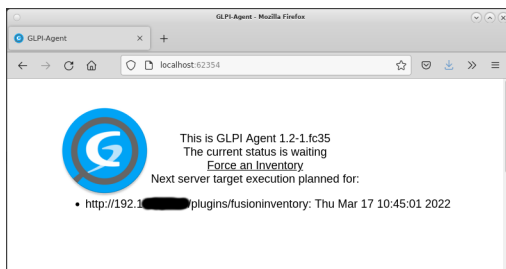 GLPI-Agent - Mozilla Firefox
GLPI-Agent
localhost:62354
This is GLPI Agent 1.2-1.fc35
The current status is waiting
Force an Inventory
Next server target execution planned for:
• http://192.1 /plugins/fusioninventory: Thu Mar 17 10:45:01 2022